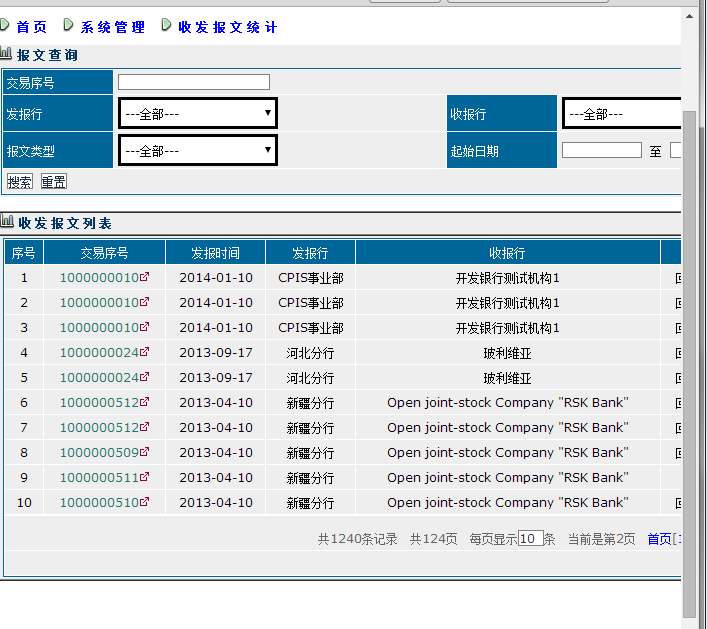 首页 系统管理 收发报文统计
报文查询
交易序号
发报行 ---全部--- 收报行 ---全部---
报文类型 ---全部--- 起始日期 至
搜索 重置
收发报文列表
序号 交易序号 发报时间 发报行 收报行
1 1000000010 2014-01-10 CPIS事业部 开发银行测试机构1
2 1000000010 2014-01-10 CPIS事业部 开发银行测试机构1
3 1000000010 2014-01-10 CPIS事业部 开发银行测试机构1
4 1000000024 2013-09-17 河北分行 玻利维亚
5 1000000024 2013-09-17 河北分行 玻利维亚
6 1000000512 2013-04-10 新疆分行 Open joint-stock Company "RSK Bank"
7 1000000512 2013-04-10 新疆分行 Open joint-stock Company "RSK Bank"
8 1000000509 2013-04-10 新疆分行 Open joint-stock Company "RSK Bank"
9 1000000511 2013-04-10 新疆分行 Open joint-stock Company "RSK Bank"
10 1000000510 2013-04-10 新疆分行 Open joint-stock Company "RSK Bank"
共1240条记录 共124页 每页显示10条 当前是第2页 首页[